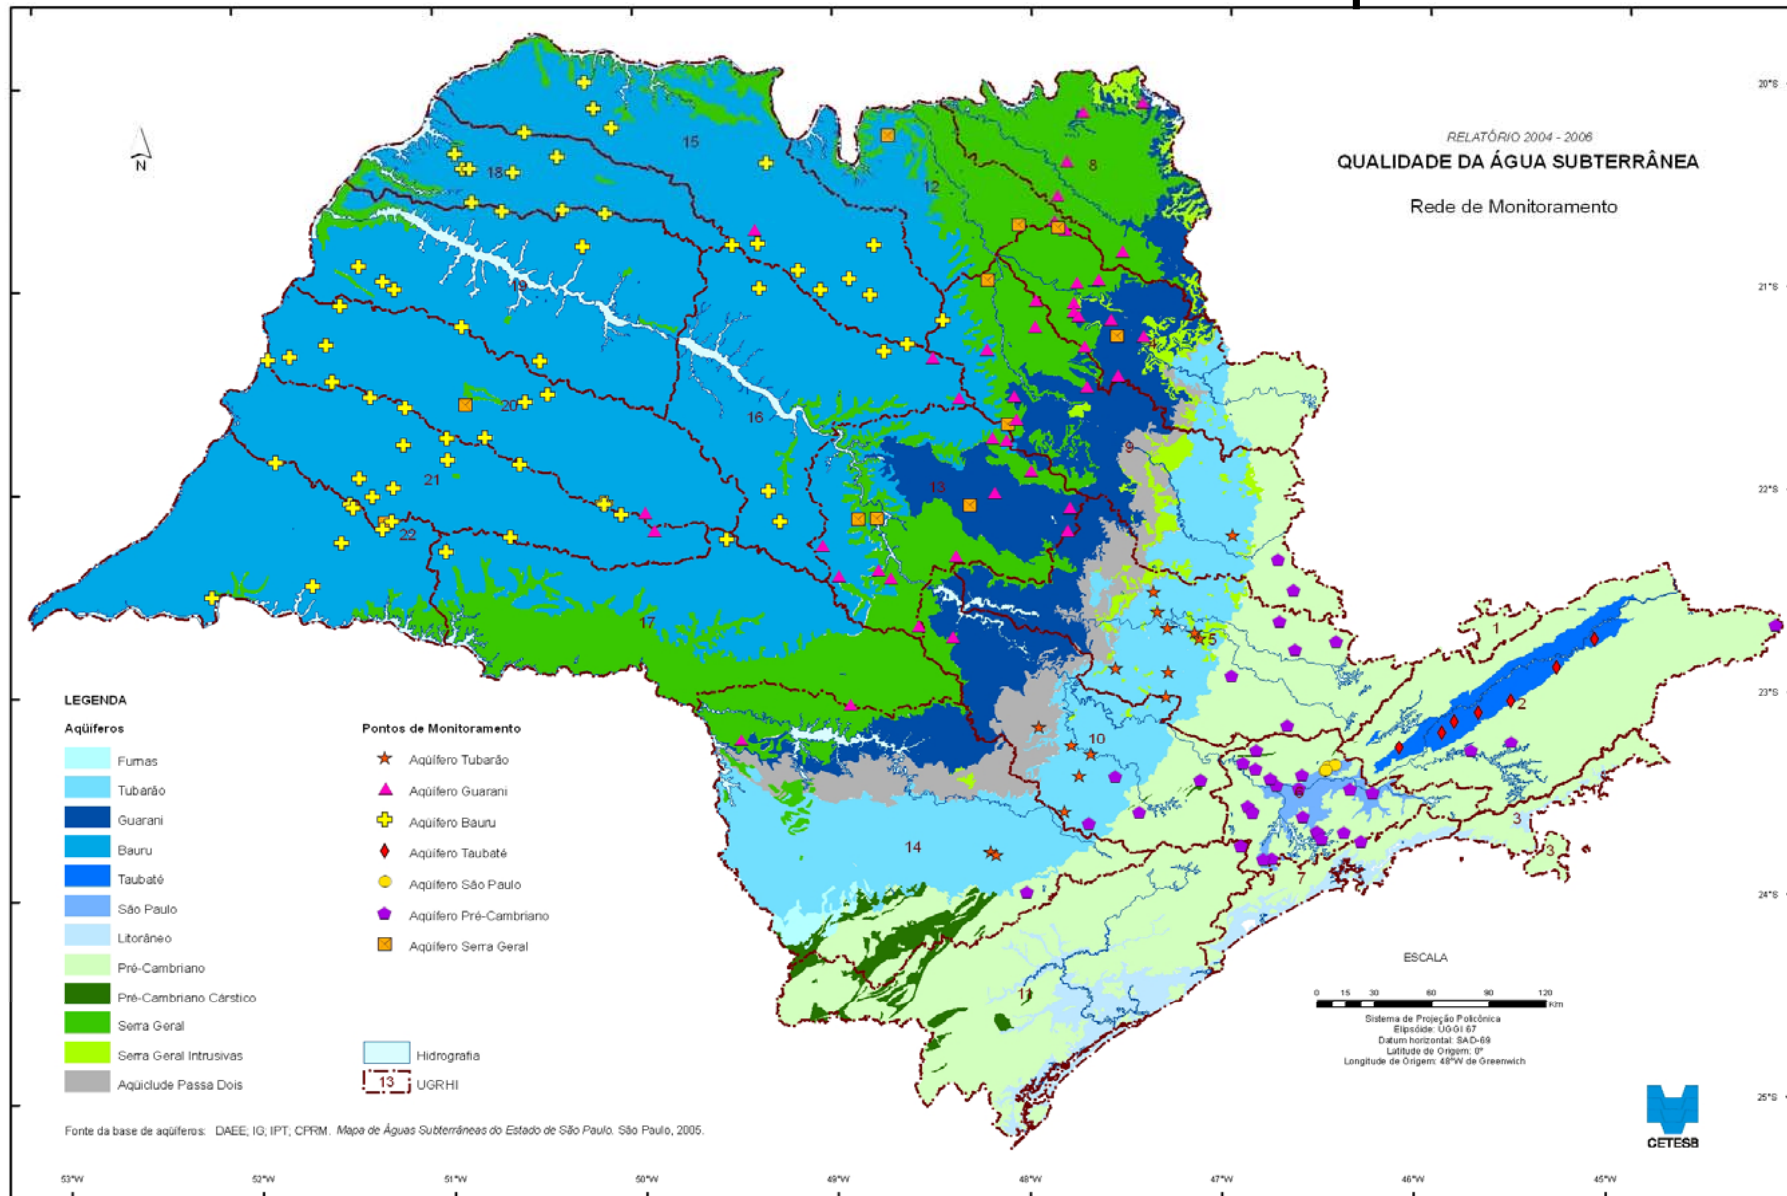 RELATÓRIO 2004 - 2006
QUALIDADE DA ÁGUA SUBTERRÂNEA
Rede de Monitoramento
N
20°S
21°S
22°S
23°S
24°S
25°S
15
18
12
8
19
4
20
16
9
13
21
22
17
5
1
2
10
6
3
3
14
7
11
LEGENDA
Aqüíferos
Furnas
Tubarão
Guarani
Bauru
Taubaté
São Paulo
Litorâneo
Pré-Cambriano
Pré-Cambriano Cárstico
Serra Geral
Serra Geral Intrusivas
Aqüiclude Passa Dois
Pontos de Monitoramento
Aqüífero Tubarão
Aqüífero Guarani
Aqüífero Bauru
Aqüífero Taubaté
Aqüífero São Paulo
Aqüífero Pré-Cambriano
Aqüífero Serra Geral
Hidrografia
13 UGRHI
ESCALA
0 15 30 60 90 120
Km
Sistema de Projeção Policônica
Elipsóide: UGGI 67
Datum horizontal: SAD-69
Latitude de Origem: 0º
Longitude de Origem: 48ºW de Greenwich
CETESB
Fonte da base de aqüíferos: DAEE; IG; IPT; CPRM. Mapa de Águas Subterrâneas do Estado de São Paulo. São Paulo, 2005.
53°W 52°W 51°W 50°W 49°W 48°W 47°W 46°W 45°W